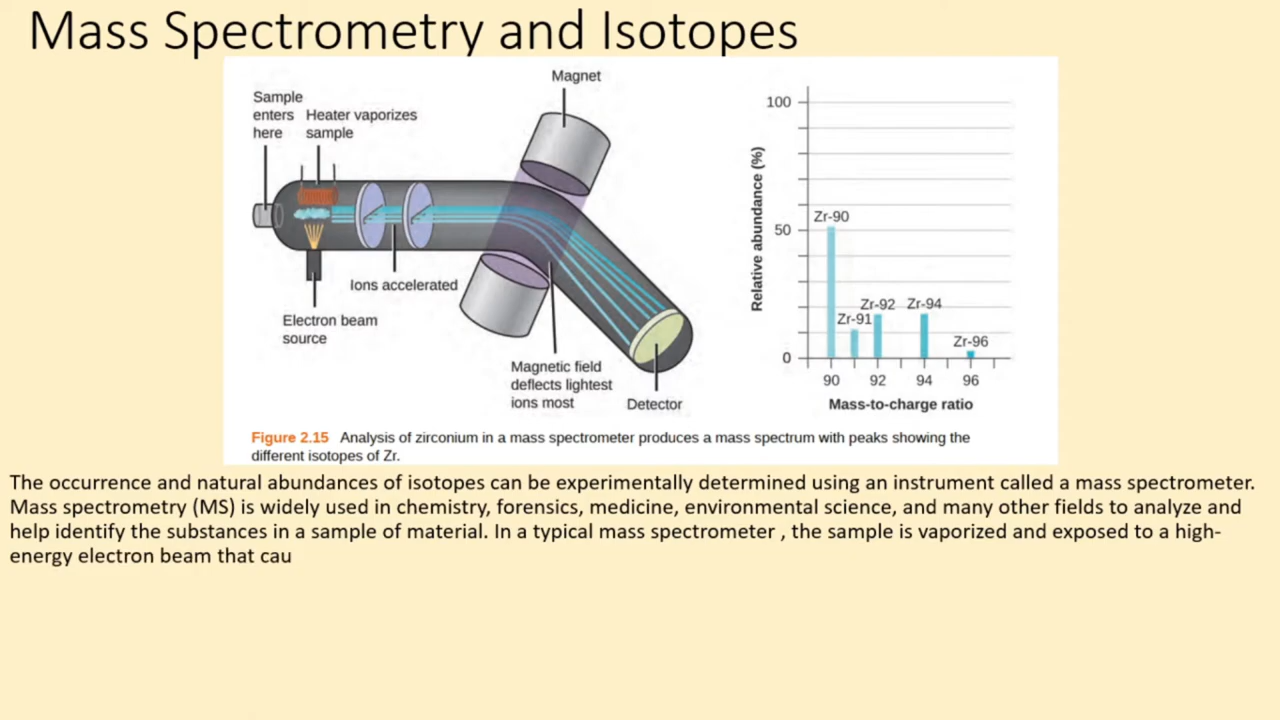 Mass Spectrometry and Isotopes
Magnet
Sample
enters
here
Heater vaporizes
sample
Ions accelerated
Electron beam
source
Magnetic field
deflects lightest
ions most
Detector
100
50
0
Relative abundance (%)
Zr-90
Zr-91
Zr-92
Zr-94
Zr-96
90 92 94 96
Mass-to-charge ratio
Figure 2.15 Analysis of zirconium in a mass spectrometer produces a mass spectrum with peaks showing the
different isotopes of Zr.
The occurrence and natural abundances of isotopes can be experimentally determined using an instrument called a mass spectrometer.
Mass spectrometry (MS) is widely used in chemistry, forensics, medicine, environmental science, and many other fields to analyze and
help identify the substances in a sample of material. In a typical mass spectrometer , the sample is vaporized and exposed to a high-
energy electron beam that cau